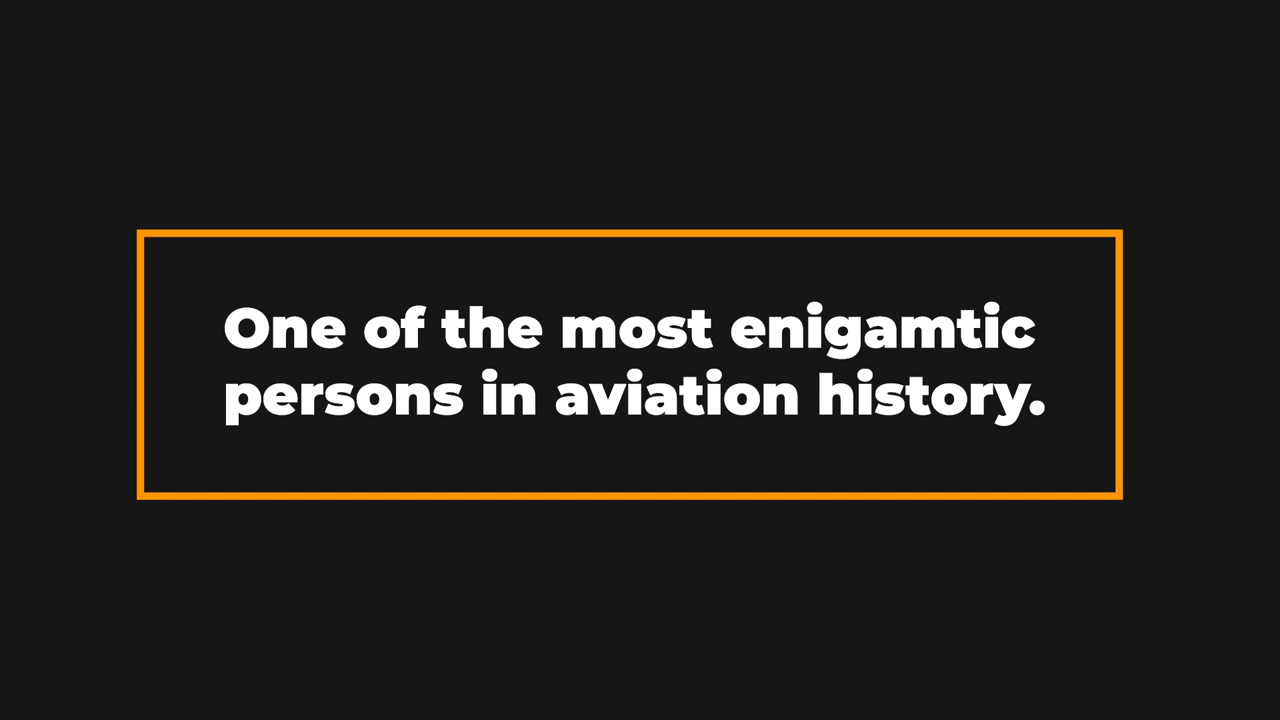 One of the most enigamtic
persons in aviation history.